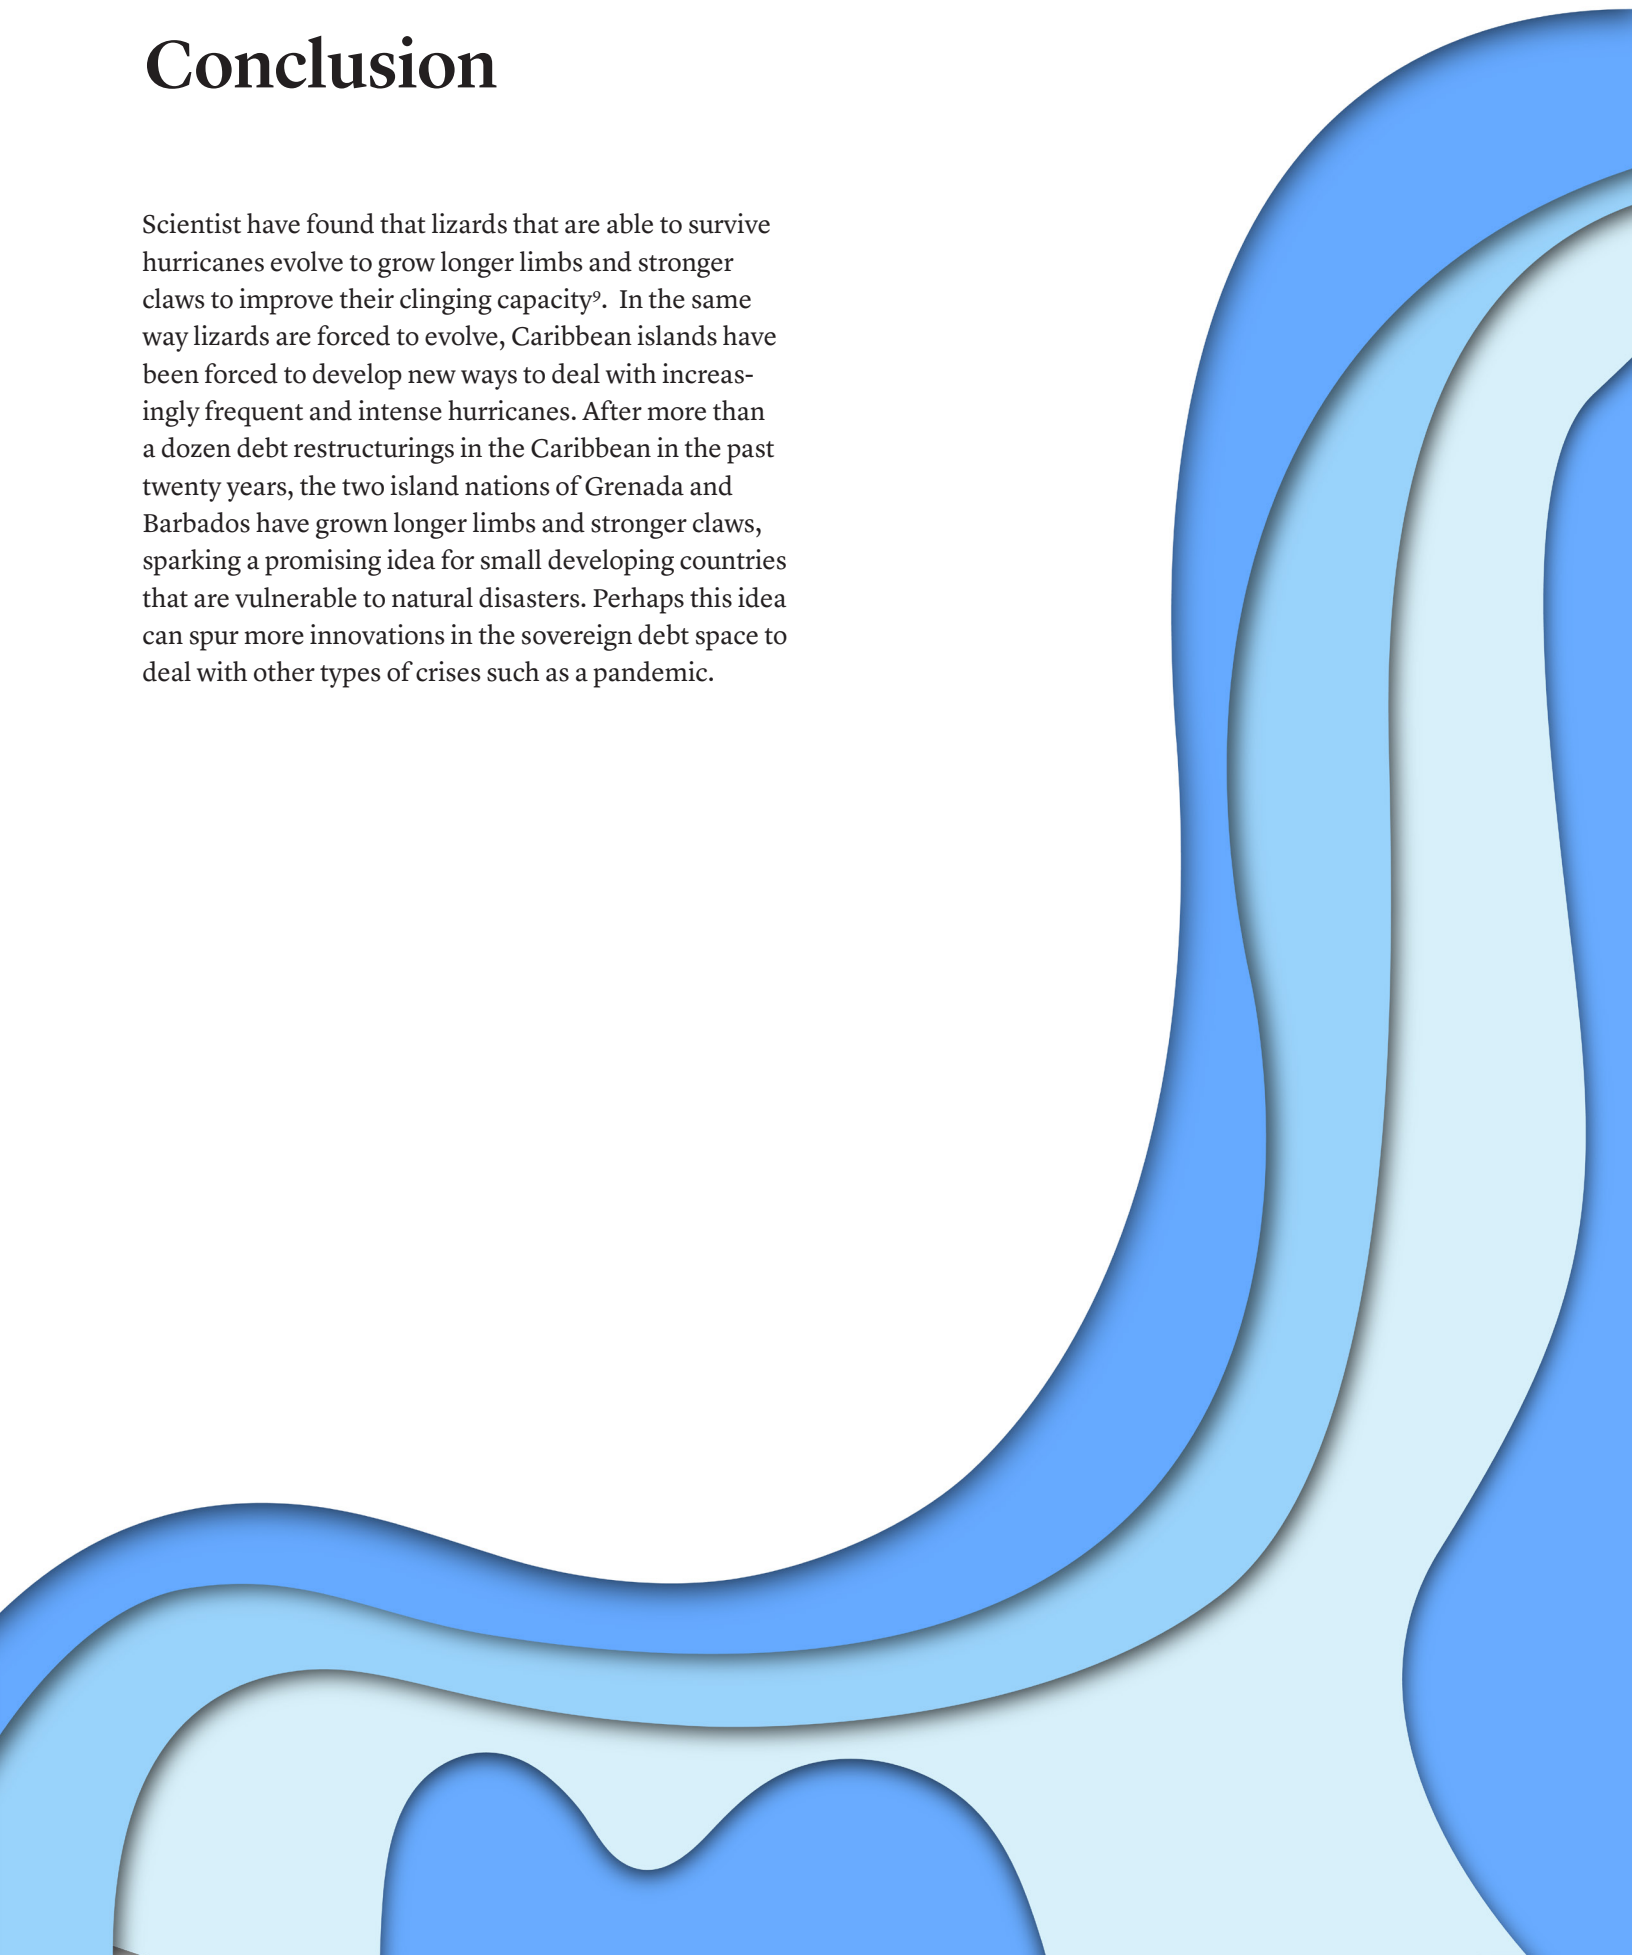 Conclusion
Scientist have found that lizards that are able to survive
hurricanes evolve to grow longer limbs and stronger
claws to improve their clinging capacity⁹.  In the same
way lizards are forced to evolve, Caribbean islands have
been forced to develop new ways to deal with increas-
ingly frequent and intense hurricanes. After more than
a dozen debt restructurings in the Caribbean in the past
twenty years, the two island nations of Grenada and
Barbados have grown longer limbs and stronger claws,
sparking a promising idea for small developing countries
that are vulnerable to natural disasters. Perhaps this idea
can spur more innovations in the sovereign debt space to
deal with other types of crises such as a pandemic.